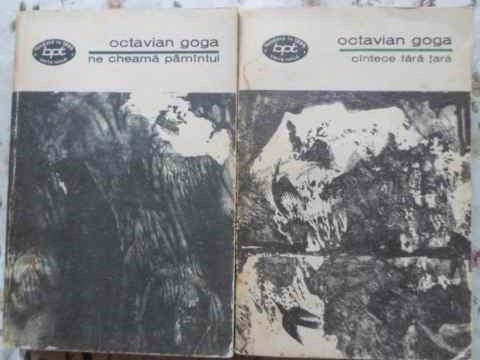 bpt
octavian goga
ne cheamă pămîntul
bpt
octavian goga
cîntece fără țară